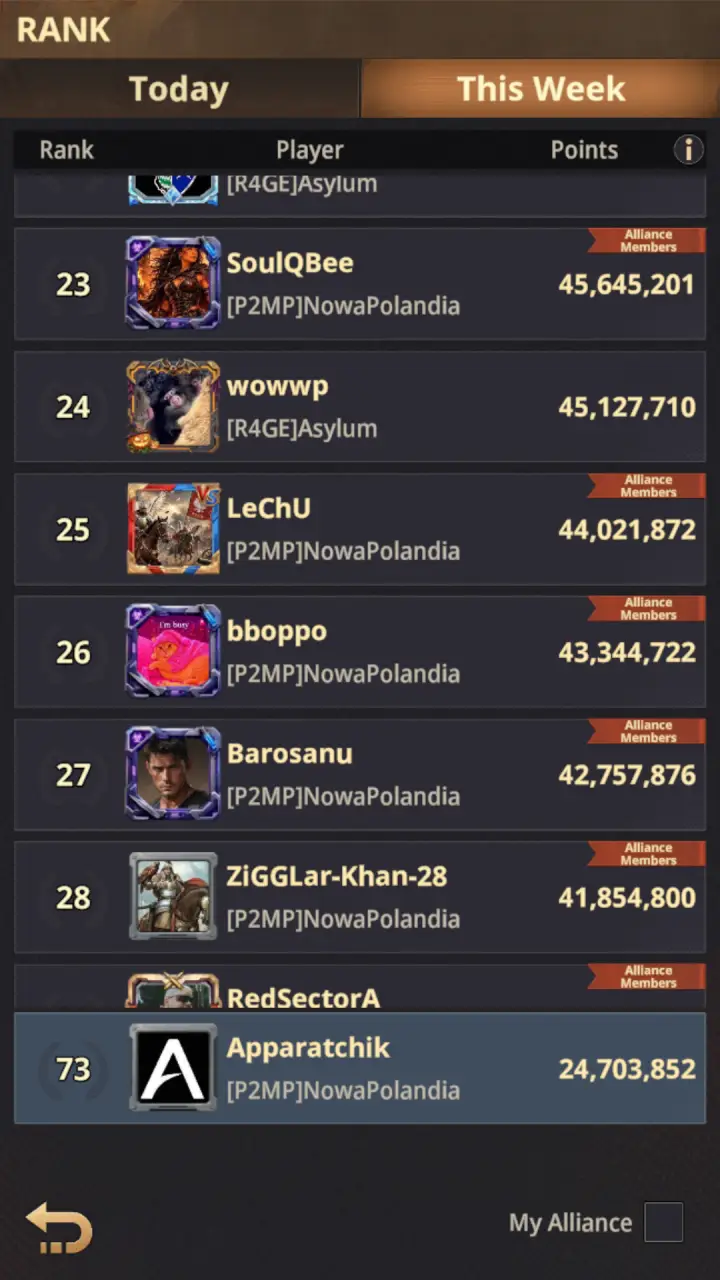 RANK
Today
This Week
Rank
Player
Points
[R4GE]Asylum
Alliance
Members
23
SoulQBee
[P2MP]NowaPolandia
45,645,201
24
wowwp
[R4GE]Asylum
45,127,710
Alliance
Members
25
LeChU
[P2MP]NowaPolandia
44,021,872
Alliance
Members
26
I'm busy
bboppo
[P2MP]NowaPolandia
43,344,722
Alliance
Members
27
Barosanu
[P2MP]NowaPolandia
42,757,876
Alliance
Members
28
ZiGGLar-Khan-28
[P2MP]NowaPolandia
41,854,800
Alliance
Members
RedSectorA
73
Apparatchik
[P2MP]NowaPolandia
24,703,852
My Alliance